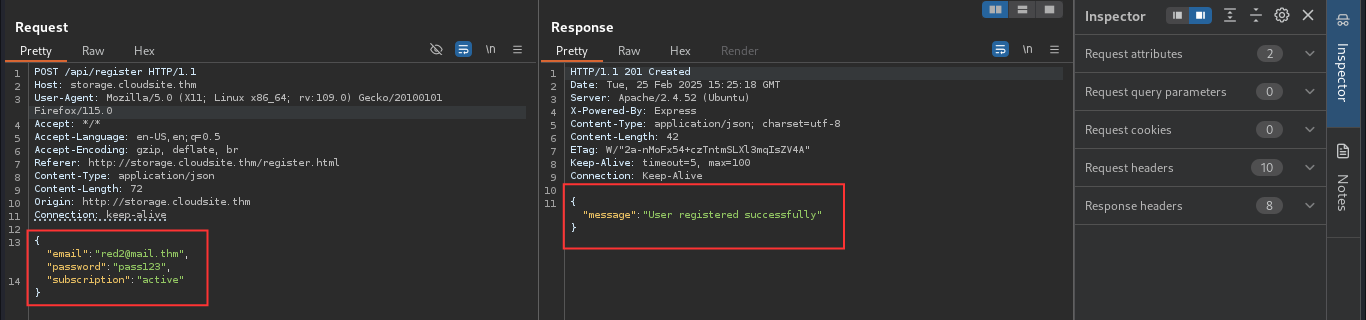 Request
Pretty Raw Hex
\n
1 POST /api/register HTTP/1.1
2 Host: storage.cloudsite.thm
3 User-Agent: Mozilla/5.0 (X11; Linux x86_64; rv:109.0) Gecko/20100101
Firefox/115.0
4 Accept: */*
5 Accept-Language: en-US,en;q=0.5
6 Accept-Encoding: gzip, deflate, br
7 Referer: http://storage.cloudsite.thm/register.html
8 Content-Type: application/json
9 Content-Length: 72
10 Origin: http://storage.cloudsite.thm
11 Connection: keep-alive
12
13 {
"email":"red2@mail.thm",
"password":"pass123",
14 "subscription":"active"
}
Response
Pretty Raw Hex Render
\n
1 HTTP/1.1 201 Created
2 Date: Tue, 25 Feb 2025 15:25:18 GMT
3 Server: Apache/2.4.52 (Ubuntu)
4 X-Powered-By: Express
5 Content-Type: application/json; charset=utf-8
6 Content-Length: 42
7 ETag: W/"2a-nMoFx54+czTntmSLXl3mqIsZV4A"
8 Keep-Alive: timeout=5, max=100
9 Connection: Keep-Alive
10
11 {
"message":"User registered successfully"
}
Inspector
Request attributes 2
Request query parameters 0
Request cookies 0
Request headers 10
Response headers 8
Inspector
Notes